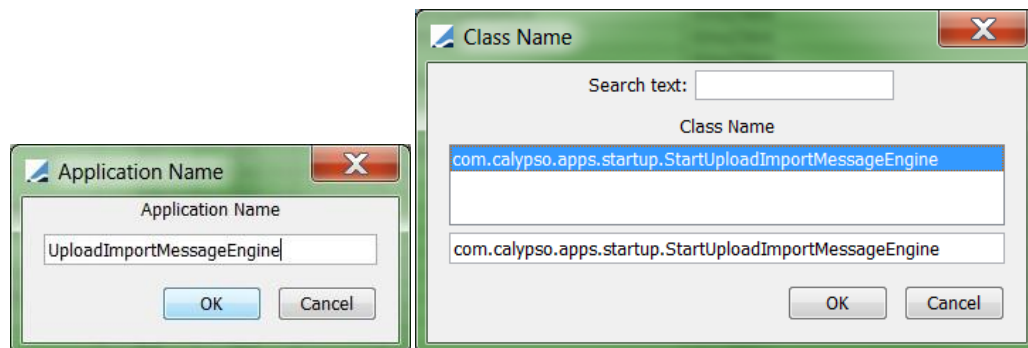 Application Name
Application Name
UploadImportMessageEngine
OK
Cancel
Class Name
Search text:
Class Name
com.calypso.apps.startup.StartUploadImportMessageEngine
com.calypso.apps.startup.StartUploadImportMessageEngine
OK
Cancel